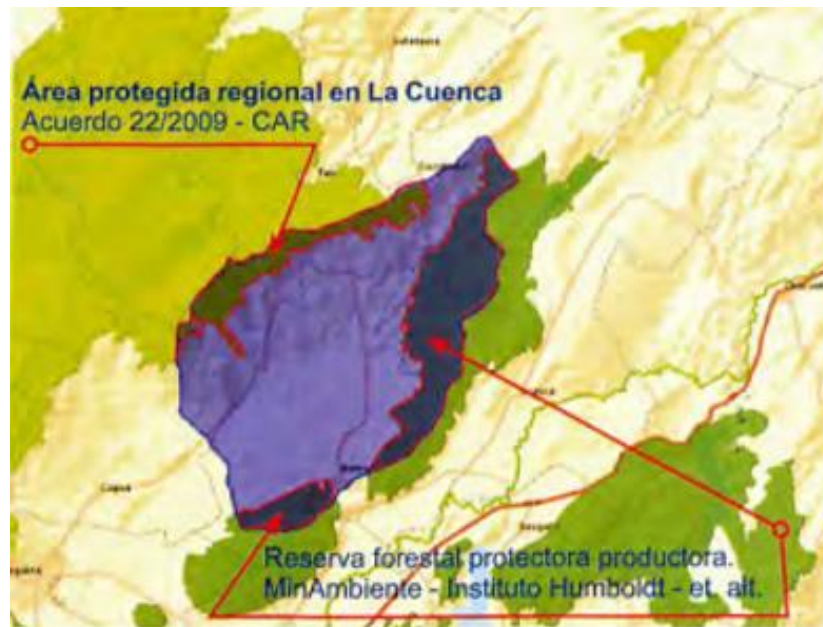 Área protegida regional en La Cuenca
Acuerdo 22/2009 - CAR
Reserva forestal protectora productora.
MinAmbiente - Instituto Humboldt - et. alt.